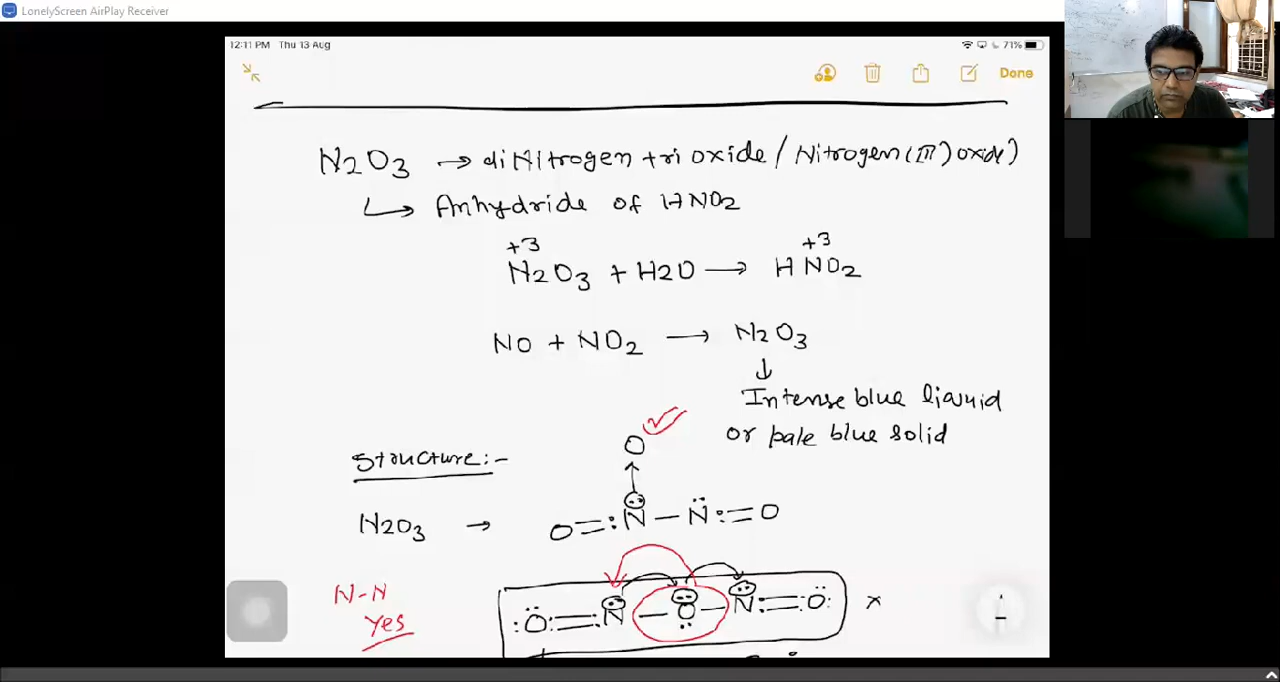 LonelyScreen AirPlay Receiver
12:11 PM Thu 13 Aug
71%
Done
N2O3 → diNitrogen trioxide / Nitrogen (III) oxide)
↳ Anhydride of HNO2
+3 +3
N2O3 + H2O → HNO2
NO + NO2 → N2O3
↓
Intense blue liquid
or pale blue solid
O ✓
↑
Structure:-
N2O3 → O=:N-N̈:=O
N-N
Yes
:Ö:=:N-O-N:=Ö: ×